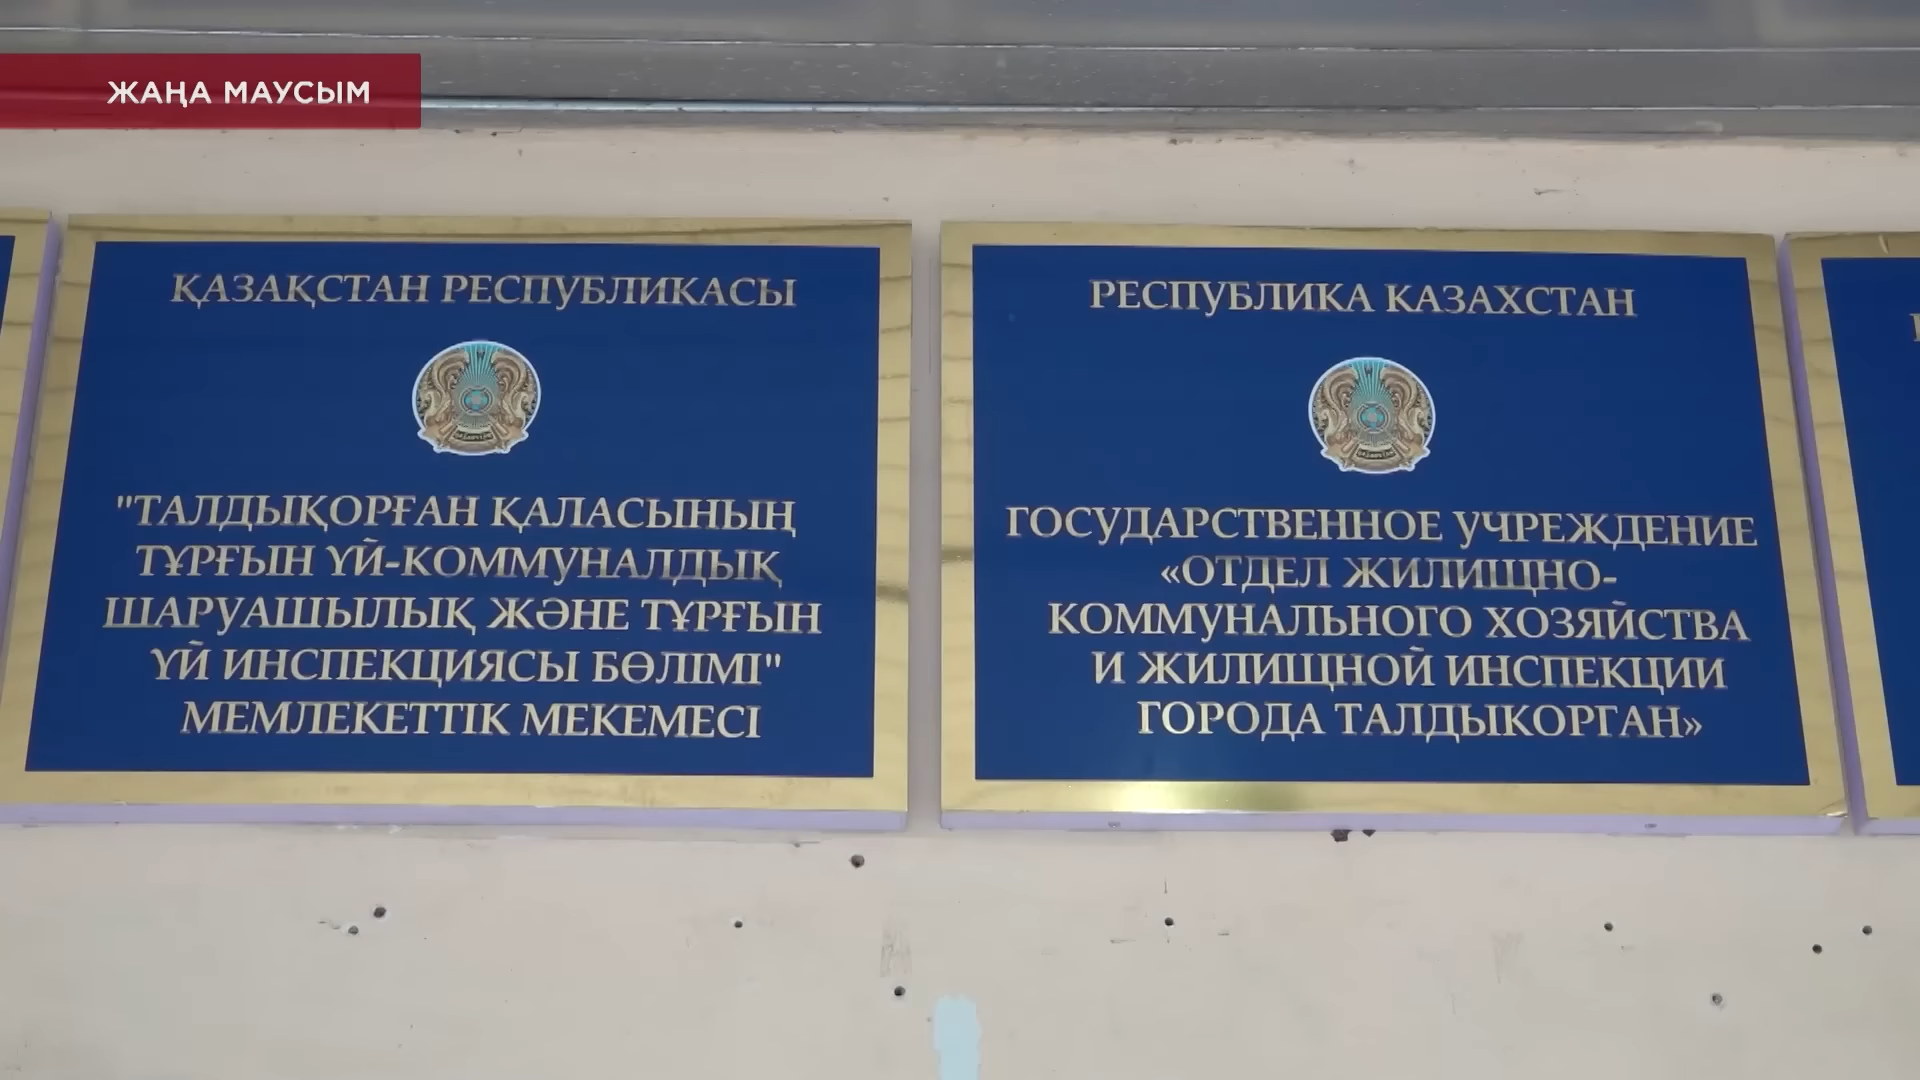 ЖАҢА МАУСЫМ
ҚАЗАҚСТАН РЕСПУБЛИКАСЫ
"ТАЛДЫҚОРҒАН ҚАЛАСЫНЫҢ
ТҰРҒЫН ҮЙ-КОММУНАЛДЫҚ
ШАРУАШЫЛЫҚ ЖӘНЕ ТҰРҒЫН
ҮЙ ИНСПЕКЦИЯСЫ БӨЛІМІ"
МЕМЛЕКЕТТІК МЕКЕМЕСІ
РЕСПУБЛИКА КАЗАХСТАН
ГОСУДАРСТВЕННОЕ УЧРЕЖДЕНИЕ
«ОТДЕЛ ЖИЛИЩНО-
КОММУНАЛЬНОГО ХОЗЯЙСТВА
И ЖИЛИЩНОЙ ИНСПЕКЦИИ
ГОРОДА ТАЛДЫКОРГАН»